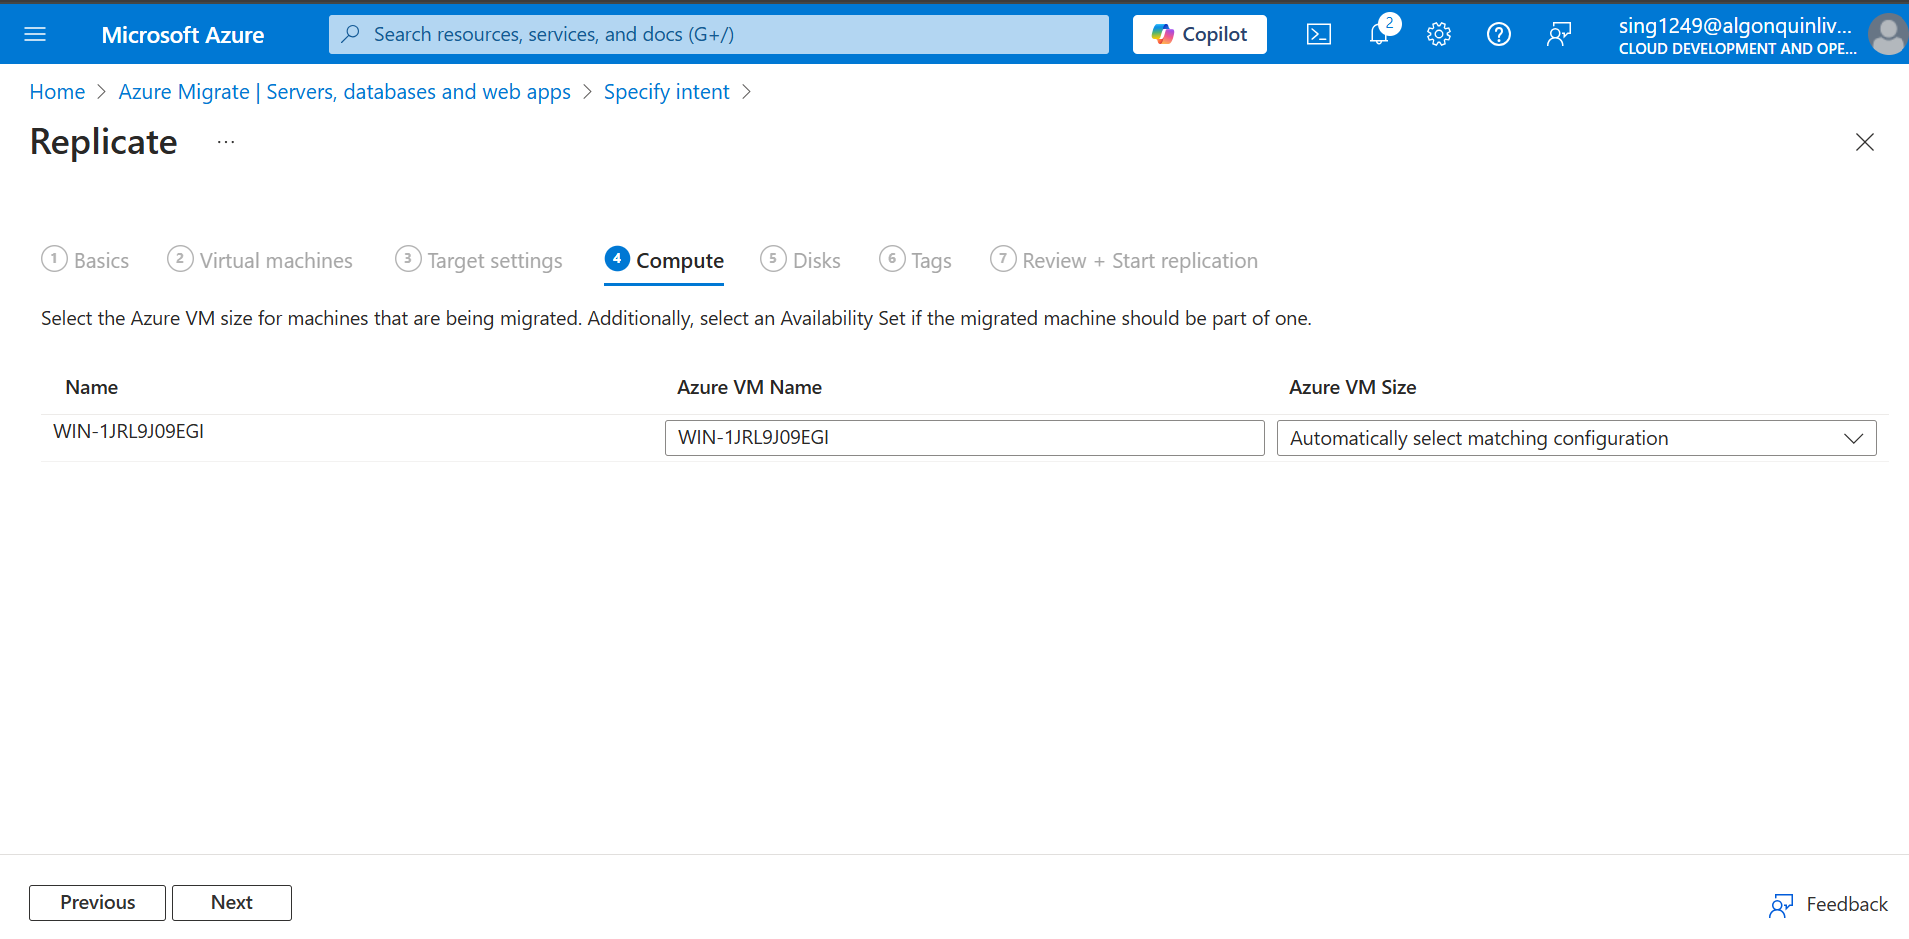 Microsoft Azure
Search resources, services, and docs (G+/)
Copilot
2
sing1249@algonquinliv...
CLOUD DEVELOPMENT AND OPE...
Home > Azure Migrate | Servers, databases and web apps > Specify intent >
Replicate ...
1 Basics 2 Virtual machines 3 Target settings 4 Compute 5 Disks 6 Tags 7 Review + Start replication
Select the Azure VM size for machines that are being migrated. Additionally, select an Availability Set if the migrated machine should be part of one.
Name Azure VM Name Azure VM Size
WIN-1JRL9J09EGI WIN-1JRL9J09EGI Automatically select matching configuration
Previous Next Feedback